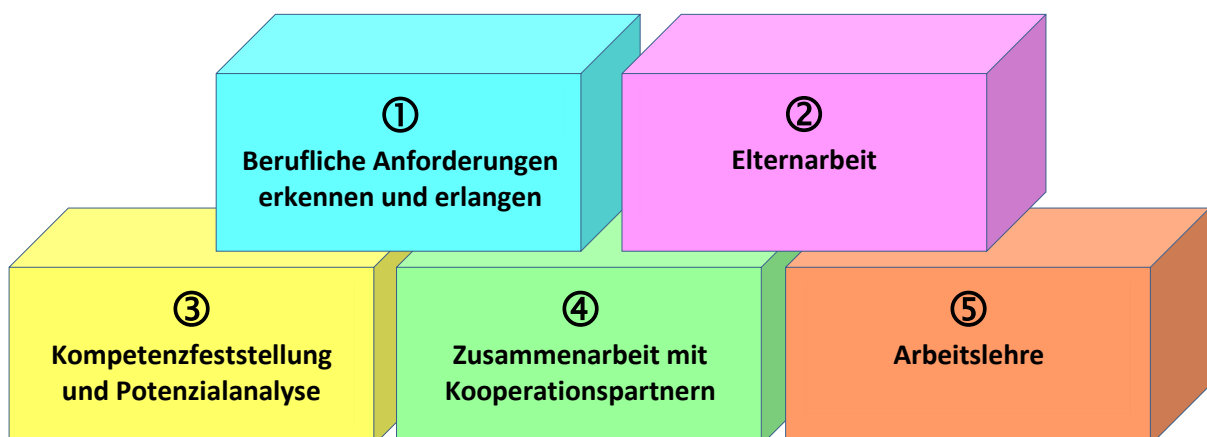 ①
Berufliche Anforderungen
erkennen und erlangen
②
Elternarbeit
③
Kompetenzfeststellung
und Potenzialanalyse
④
Zusammenarbeit mit
Kooperationspartnern
⑤
Arbeitslehre